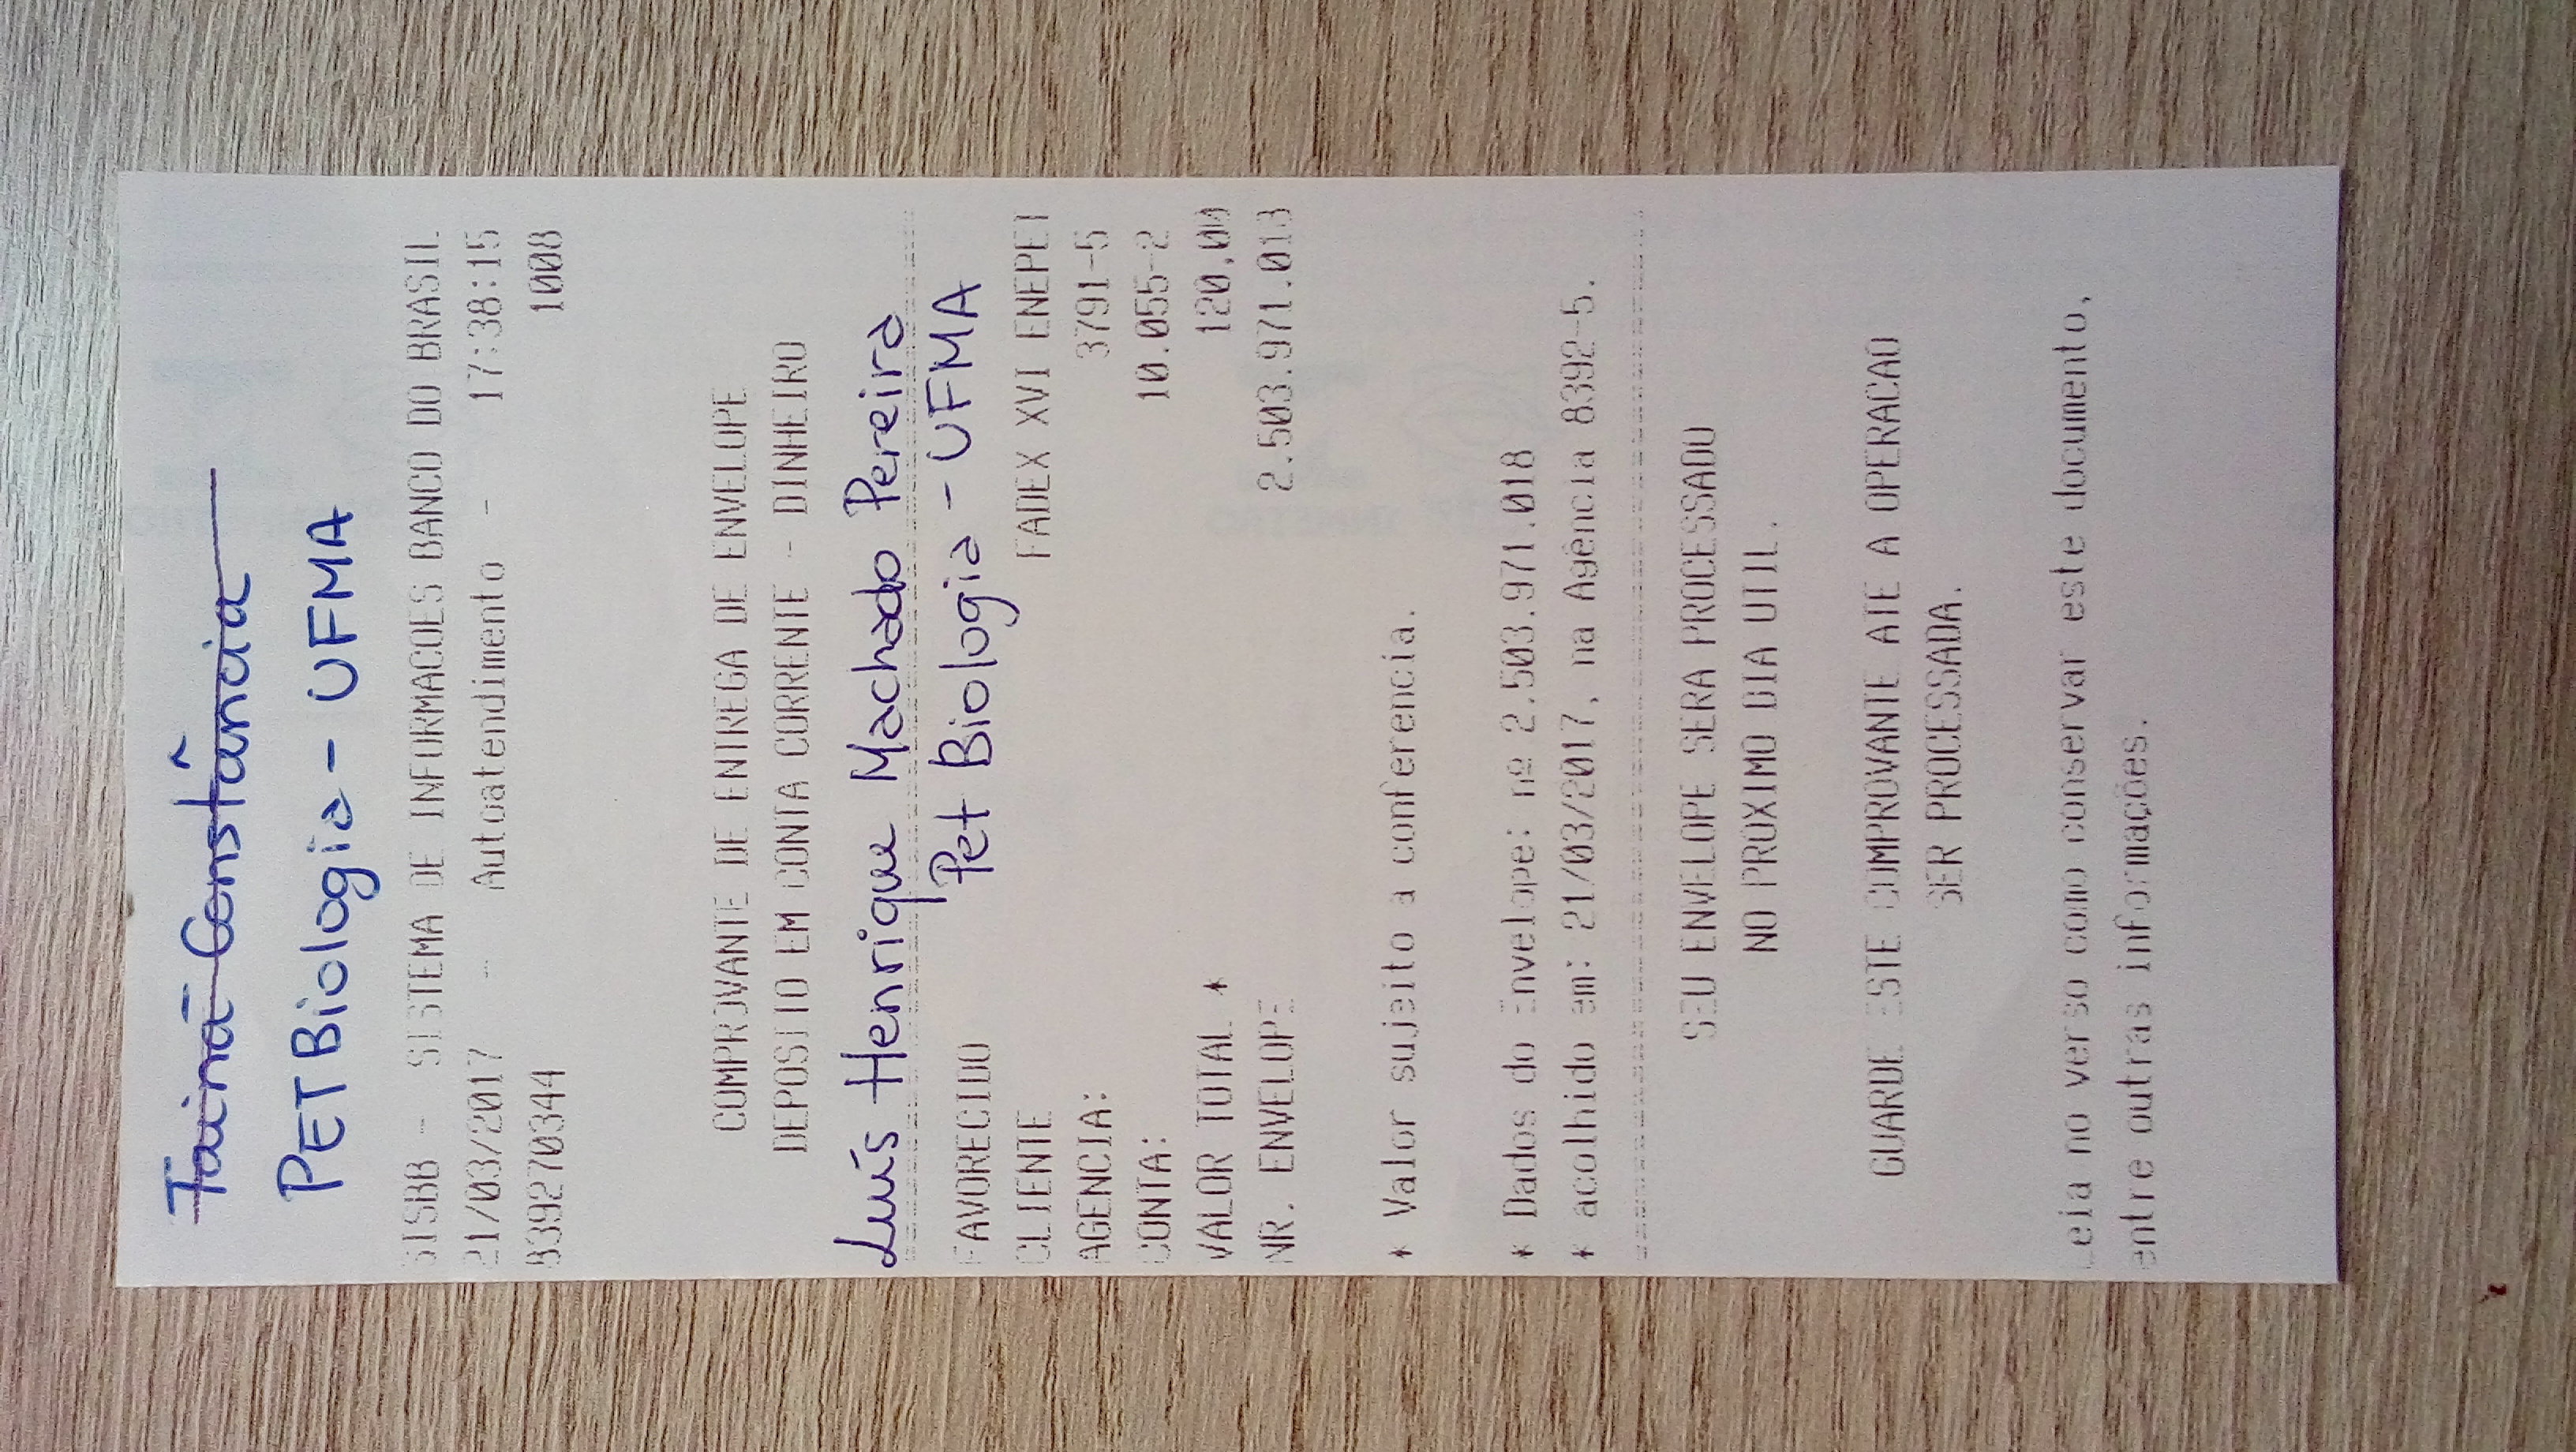 Tainã Constância
PET Biologia - UFMA
SISBB - SISTEMA DE INFORMACOES BANCO DO BRASIL
21/03/2017 - Autoatendimento - 17:38:15
839270344 1008
COMPROVANTE DE ENTREGA DE ENVELOPE
DEPOSITO EM CONTA CORRENTE - DINHEIRO
Luís Henrique Machado Pereira
Pet Biologia - UFMA
FAVORECIDO
CLIENTE FADEX XVI ENEPET
AGENCIA: 3791-5
CONTA: 10.055-2
VALOR TOTAL * 120,00
NR. ENVELOPE 2.503.971.018
* Valor sujeito a conferencia.
* Dados do Envelope: nº 2.503.971.018
* acolhido em: 21/03/2017, na Agência 8392-5.
SEU ENVELOPE SERA PROCESSADO
NO PROXIMO DIA UTIL.
GUARDE ESTE COMPROVANTE ATE A OPERACAO
SER PROCESSADA.
Leia no verso como conservar este documento,
entre outras informações.